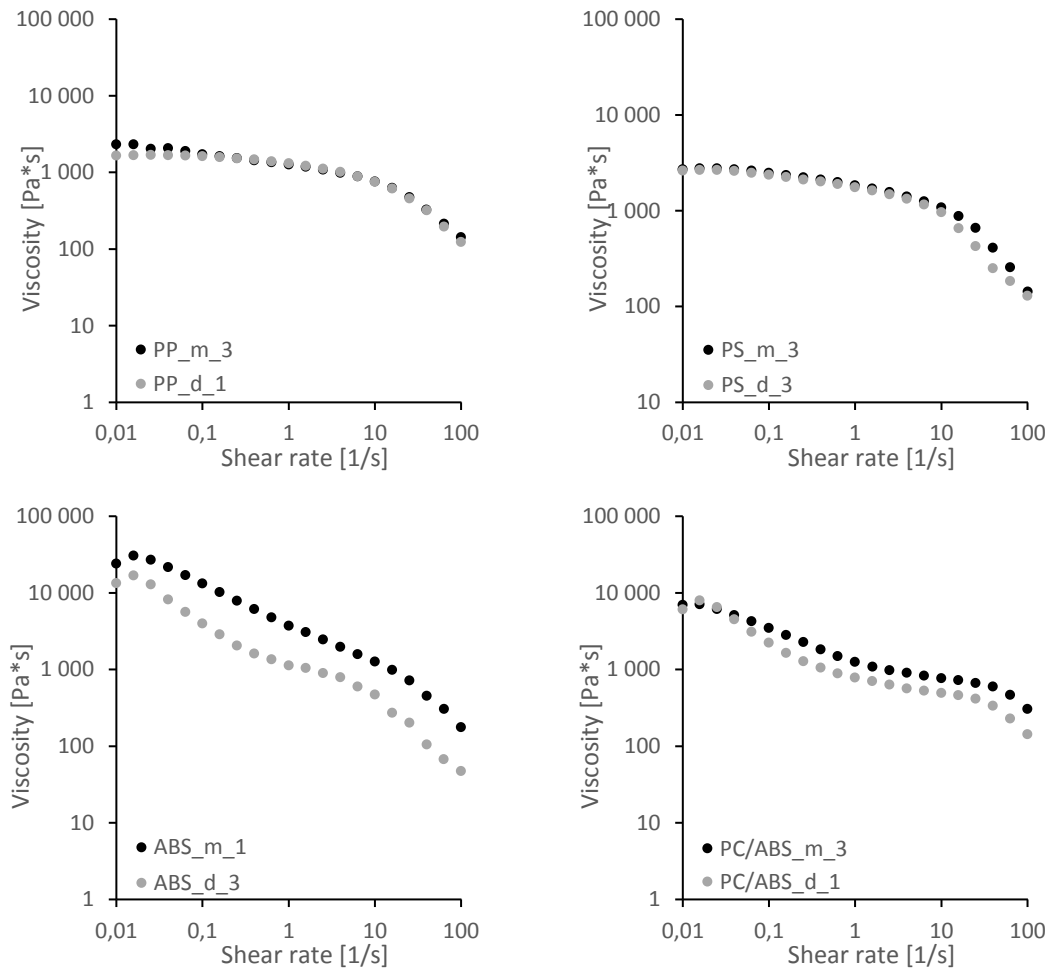 100 000
10 000
1 000
100
10
1
Viscosity [Pa*s]
PP_m_3
PP_d_1
0,01 0,1 1 10 100
Shear rate [1/s]
100 000
10 000
1 000
100
10
Viscosity [Pa*s]
PS_m_3
PS_d_3
0,01 0,1 1 10 100
Shear rate [1/s]
100 000
10 000
1 000
100
10
1
Viscosity [Pa*s]
ABS_m_1
ABS_d_3
0,01 0,1 1 10 100
Shear rate [1/s]
100 000
10 000
1 000
100
10
1
Viscosity [Pa*s]
PC/ABS_m_3
PC/ABS_d_1
0,01 0,1 1 10 100
Shear rate [1/s]